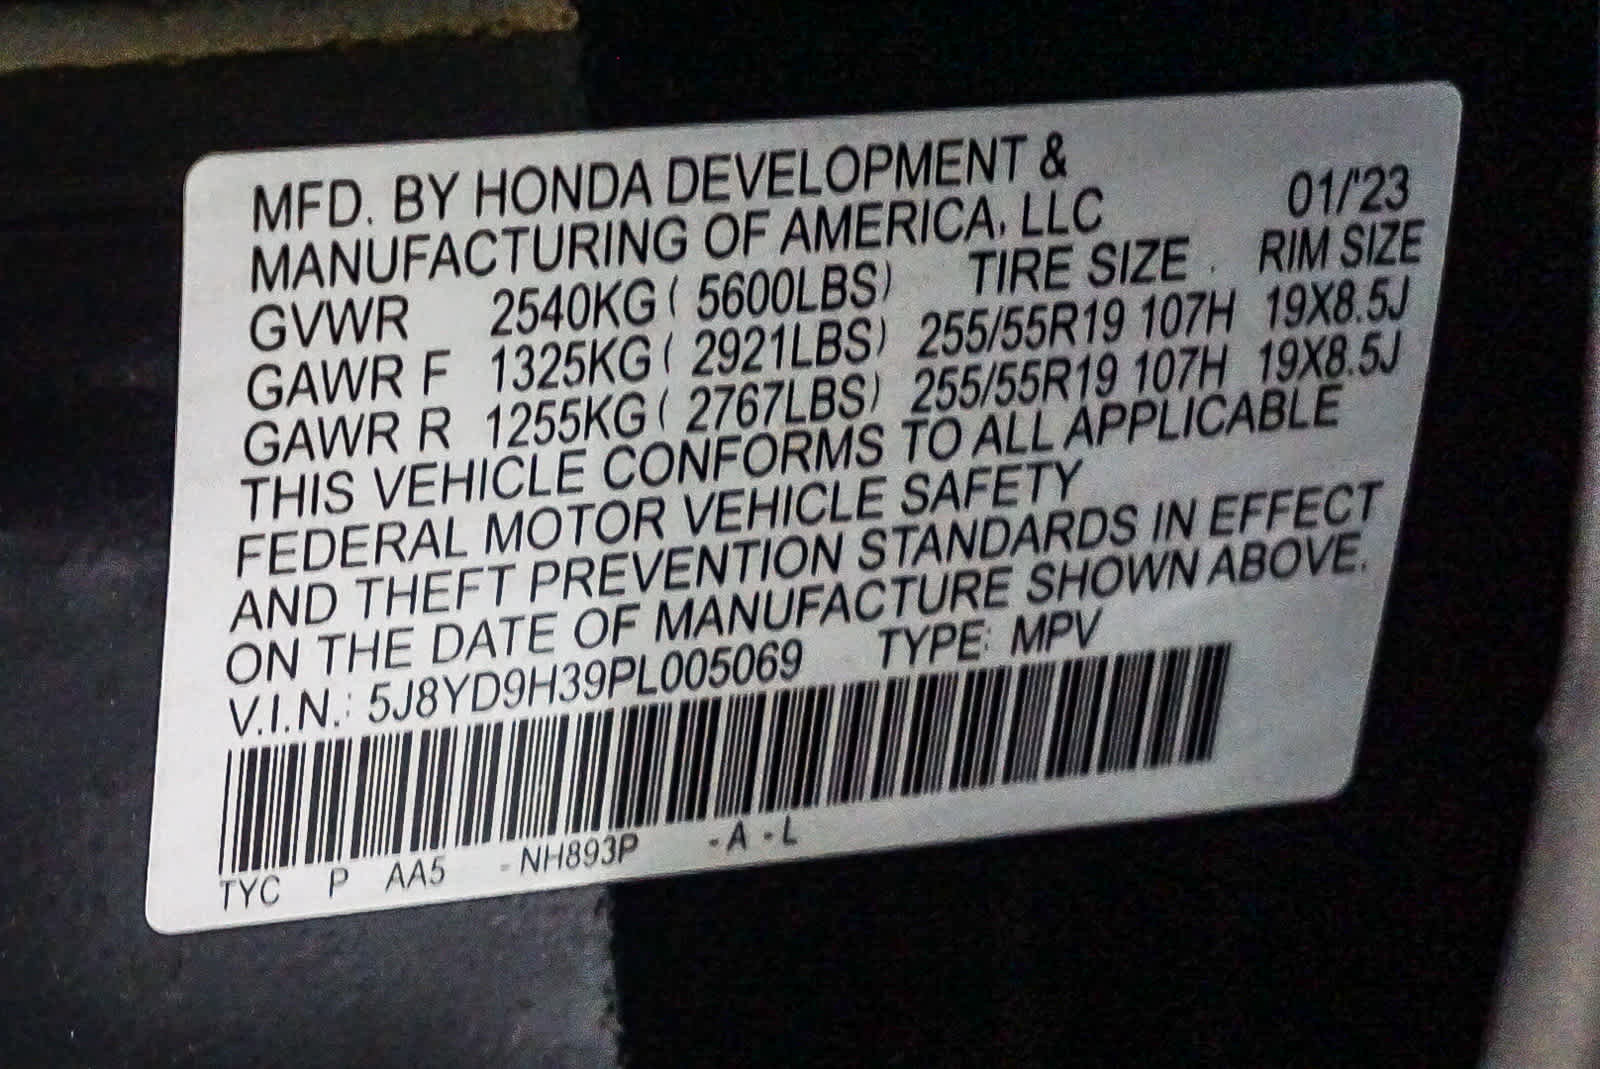 MFD. BY HONDA DEVELOPMENT &
MANUFACTURING OF AMERICA, LLC 01/'23
GVWR 2540KG ( 5600LBS) TIRE SIZE RIM SIZE
GAWR F 1325KG ( 2921LBS) 255/55R19 107H 19X8.5J
GAWR R 1255KG ( 2767LBS) 255/55R19 107H 19X8.5J
THIS VEHICLE CONFORMS TO ALL APPLICABLE
FEDERAL MOTOR VEHICLE SAFETY
AND THEFT PREVENTION STANDARDS IN EFFECT
ON THE DATE OF MANUFACTURE SHOWN ABOVE.
V.I.N.: 5J8YD9H39PL005069 TYPE: MPV
TYC P AA5 -NH893P -A -L